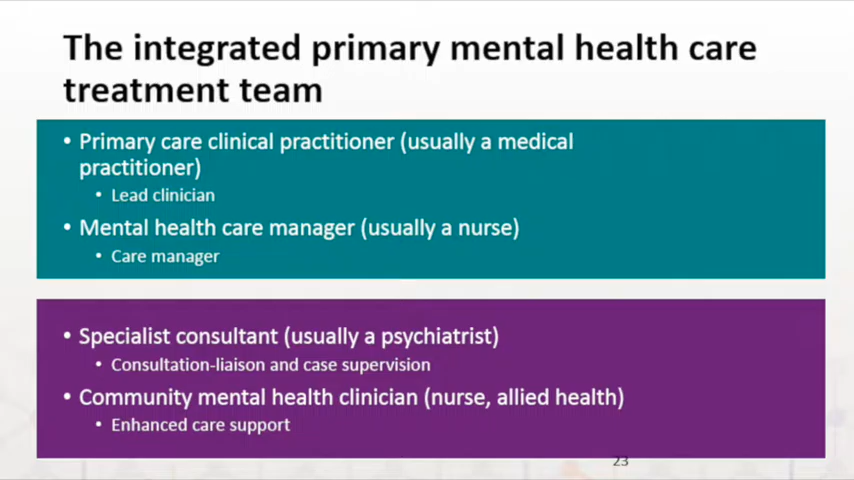 The integrated primary mental health care
treatment team
• Primary care clinical practitioner (usually a medical
practitioner)
• Lead clinician
• Mental health care manager (usually a nurse)
• Care manager
• Specialist consultant (usually a psychiatrist)
• Consultation-liaison and case supervision
• Community mental health clinician (nurse, allied health)
• Enhanced care support
23